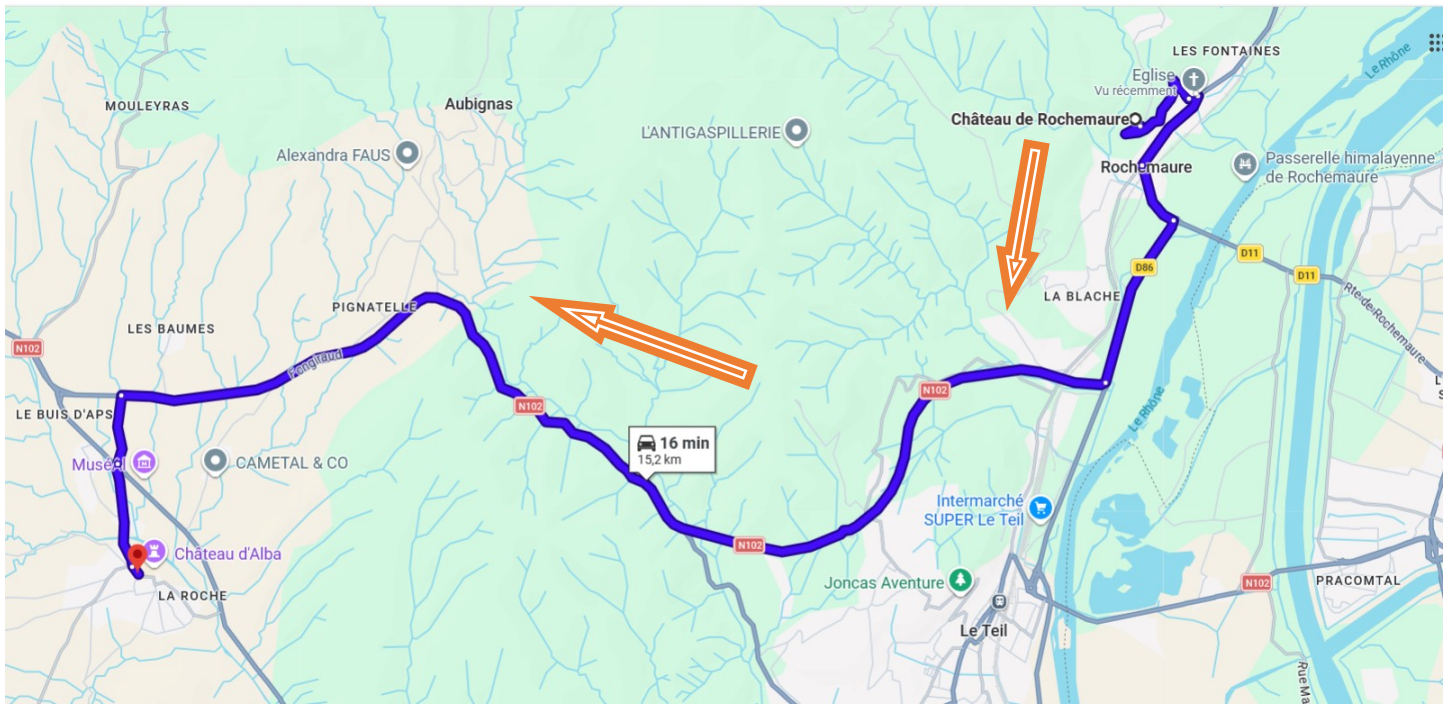 LES FONTAINES
Le Rhône
Eglise
Vu récemment
MOULEYRAS
Aubignas
Château de Rochemaure
L'ANTIGASPILLERIE
Alexandra FAUS
Rochemaure
Passerelle himalayenne
de Rochemaure
D11
D86
D11
LA BLACHE
Rte de Rochemaure
PIGNATELLE
LES BAUMES
N102
Le Rhône
N102
N102
LE BUIS D'APS
16 min
15,2 km
CAMETAL & CO
Intermarché
SUPER Le Teil
N102
Château d'Alba
Joncas Aventure
N102
PRACOMTAL
LA ROCHE
Le Teil
Rue Ma